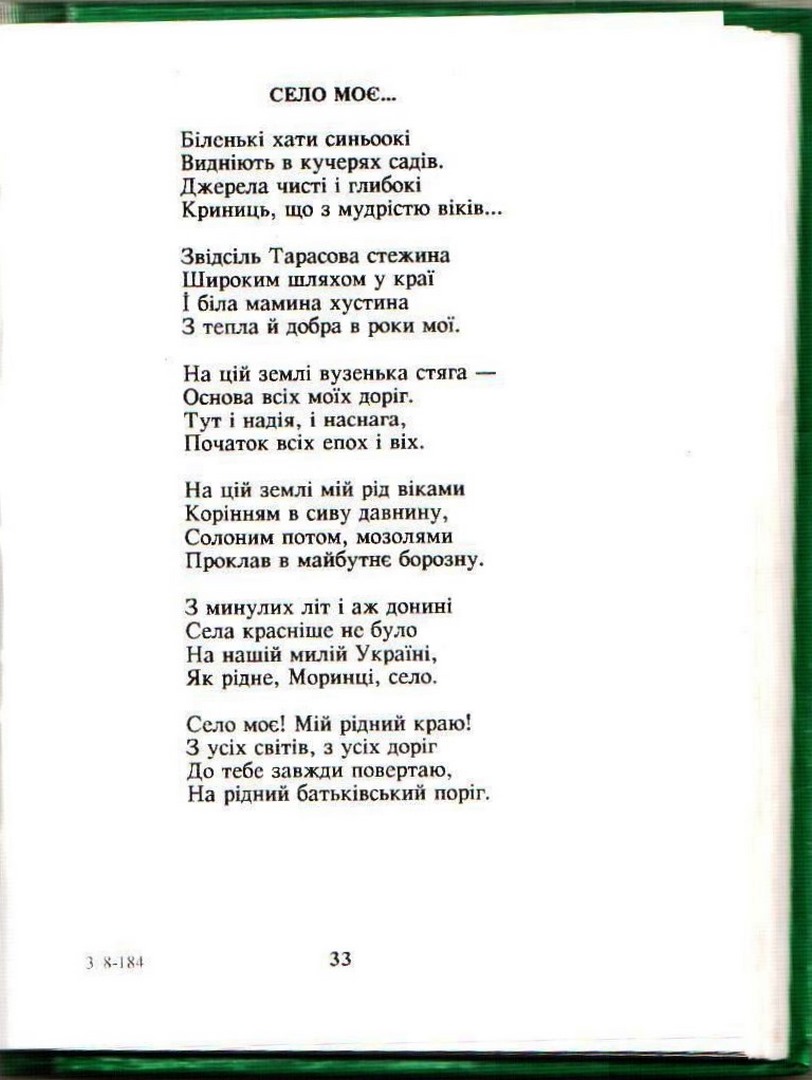 СЕЛО МОЄ...
Біленькі хати синьоокі
Видніють в кучерях садів.
Джерела чисті і глибокі
Криниць, що з мудрістю віків...
Звідсіль Тарасова стежина
Широким шляхом у краї
І біла мамина хустина
З тепла й добра в роки мої.
На цій землі вузенька стяга —
Основа всіх моїх доріг.
Тут і надія, і наснага,
Початок всіх епох і віх.
На цій землі мій рід віками
Корінням в сиву давнину,
Солоним потом, мозолями
Проклав в майбутнє борозну.
З минулих літ і аж донині
Села красніше не було
На нашій милій Україні,
Як рідне, Моринці, село.
Село моє! Мій рідний краю!
З усіх світів, з усіх доріг
До тебе завжди повертаю,
На рідний батьківський поріг.
3 8-184
33